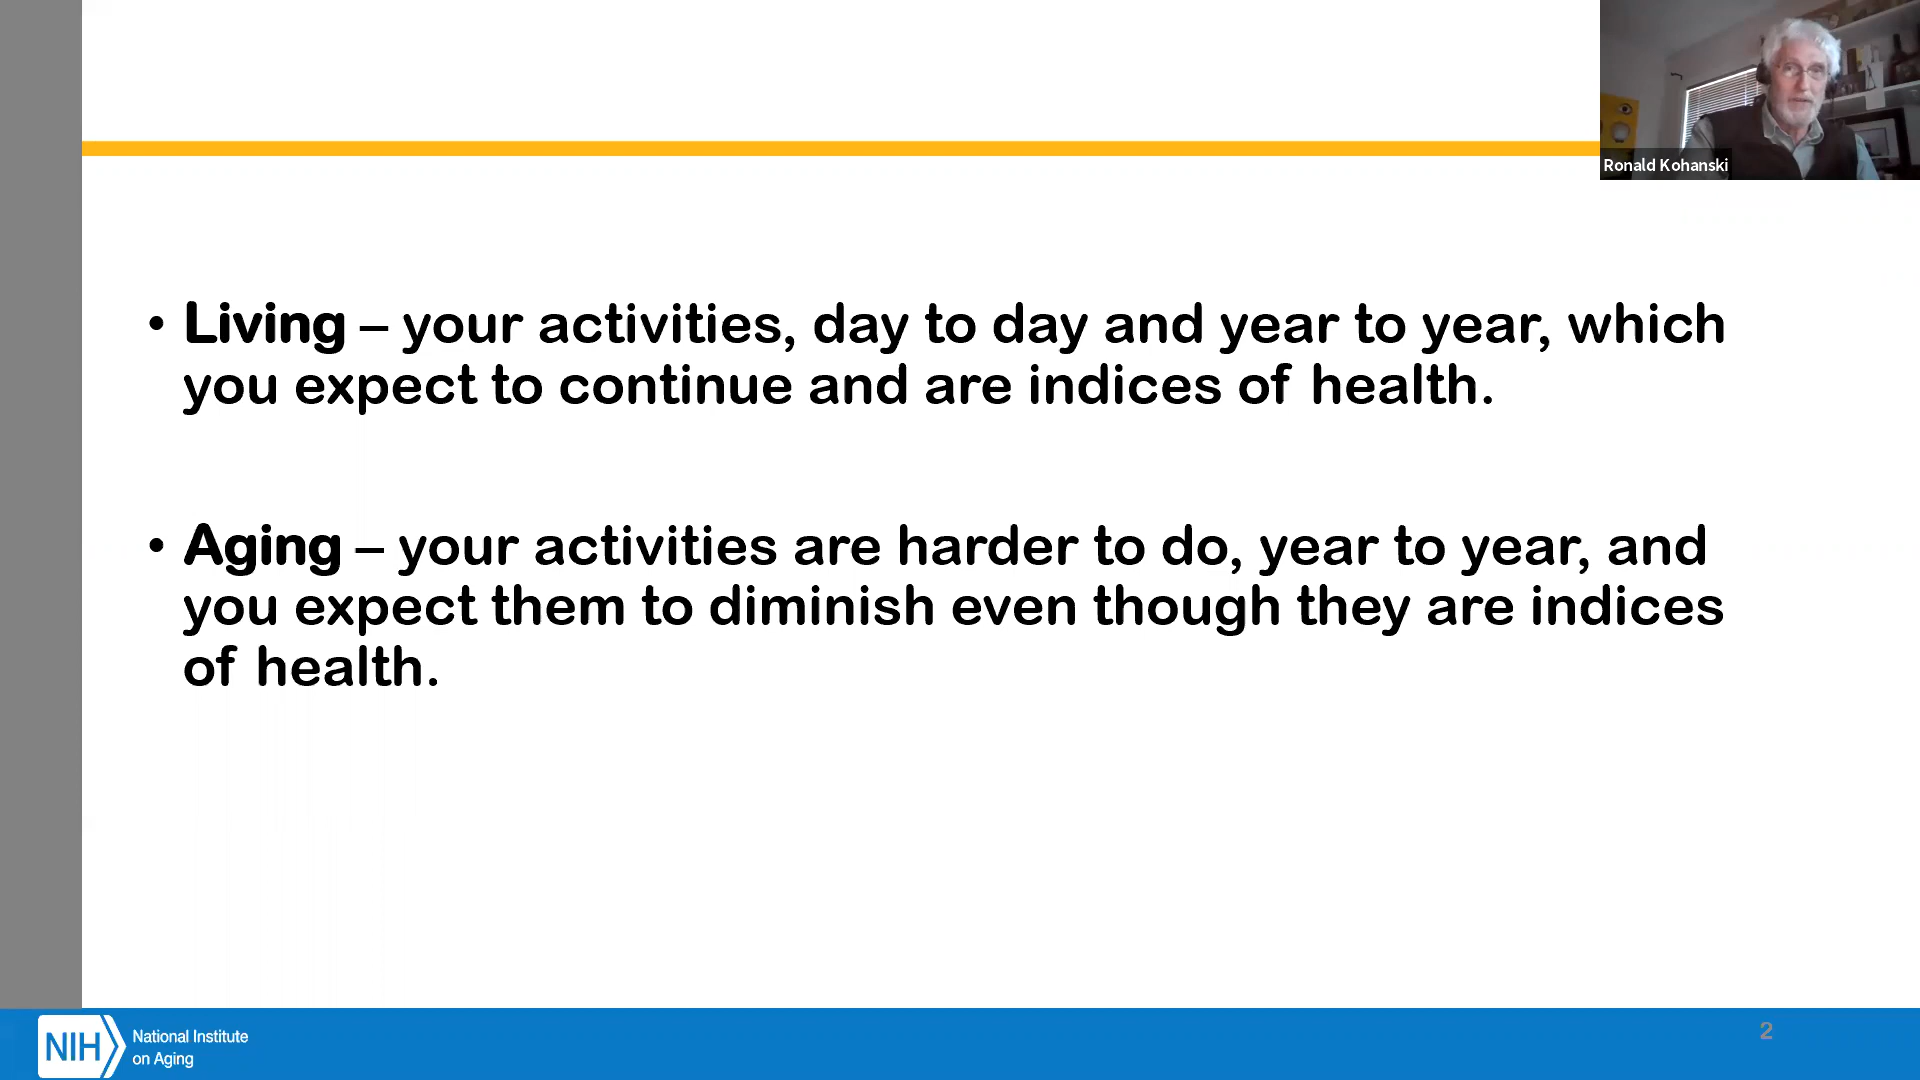 Ronald Kohanski
• Living – your activities, day to day and year to year, which
you expect to continue and are indices of health.
• Aging – your activities are harder to do, year to year, and
you expect them to diminish even though they are indices
of health.
NIH
National Institute
on Aging
2